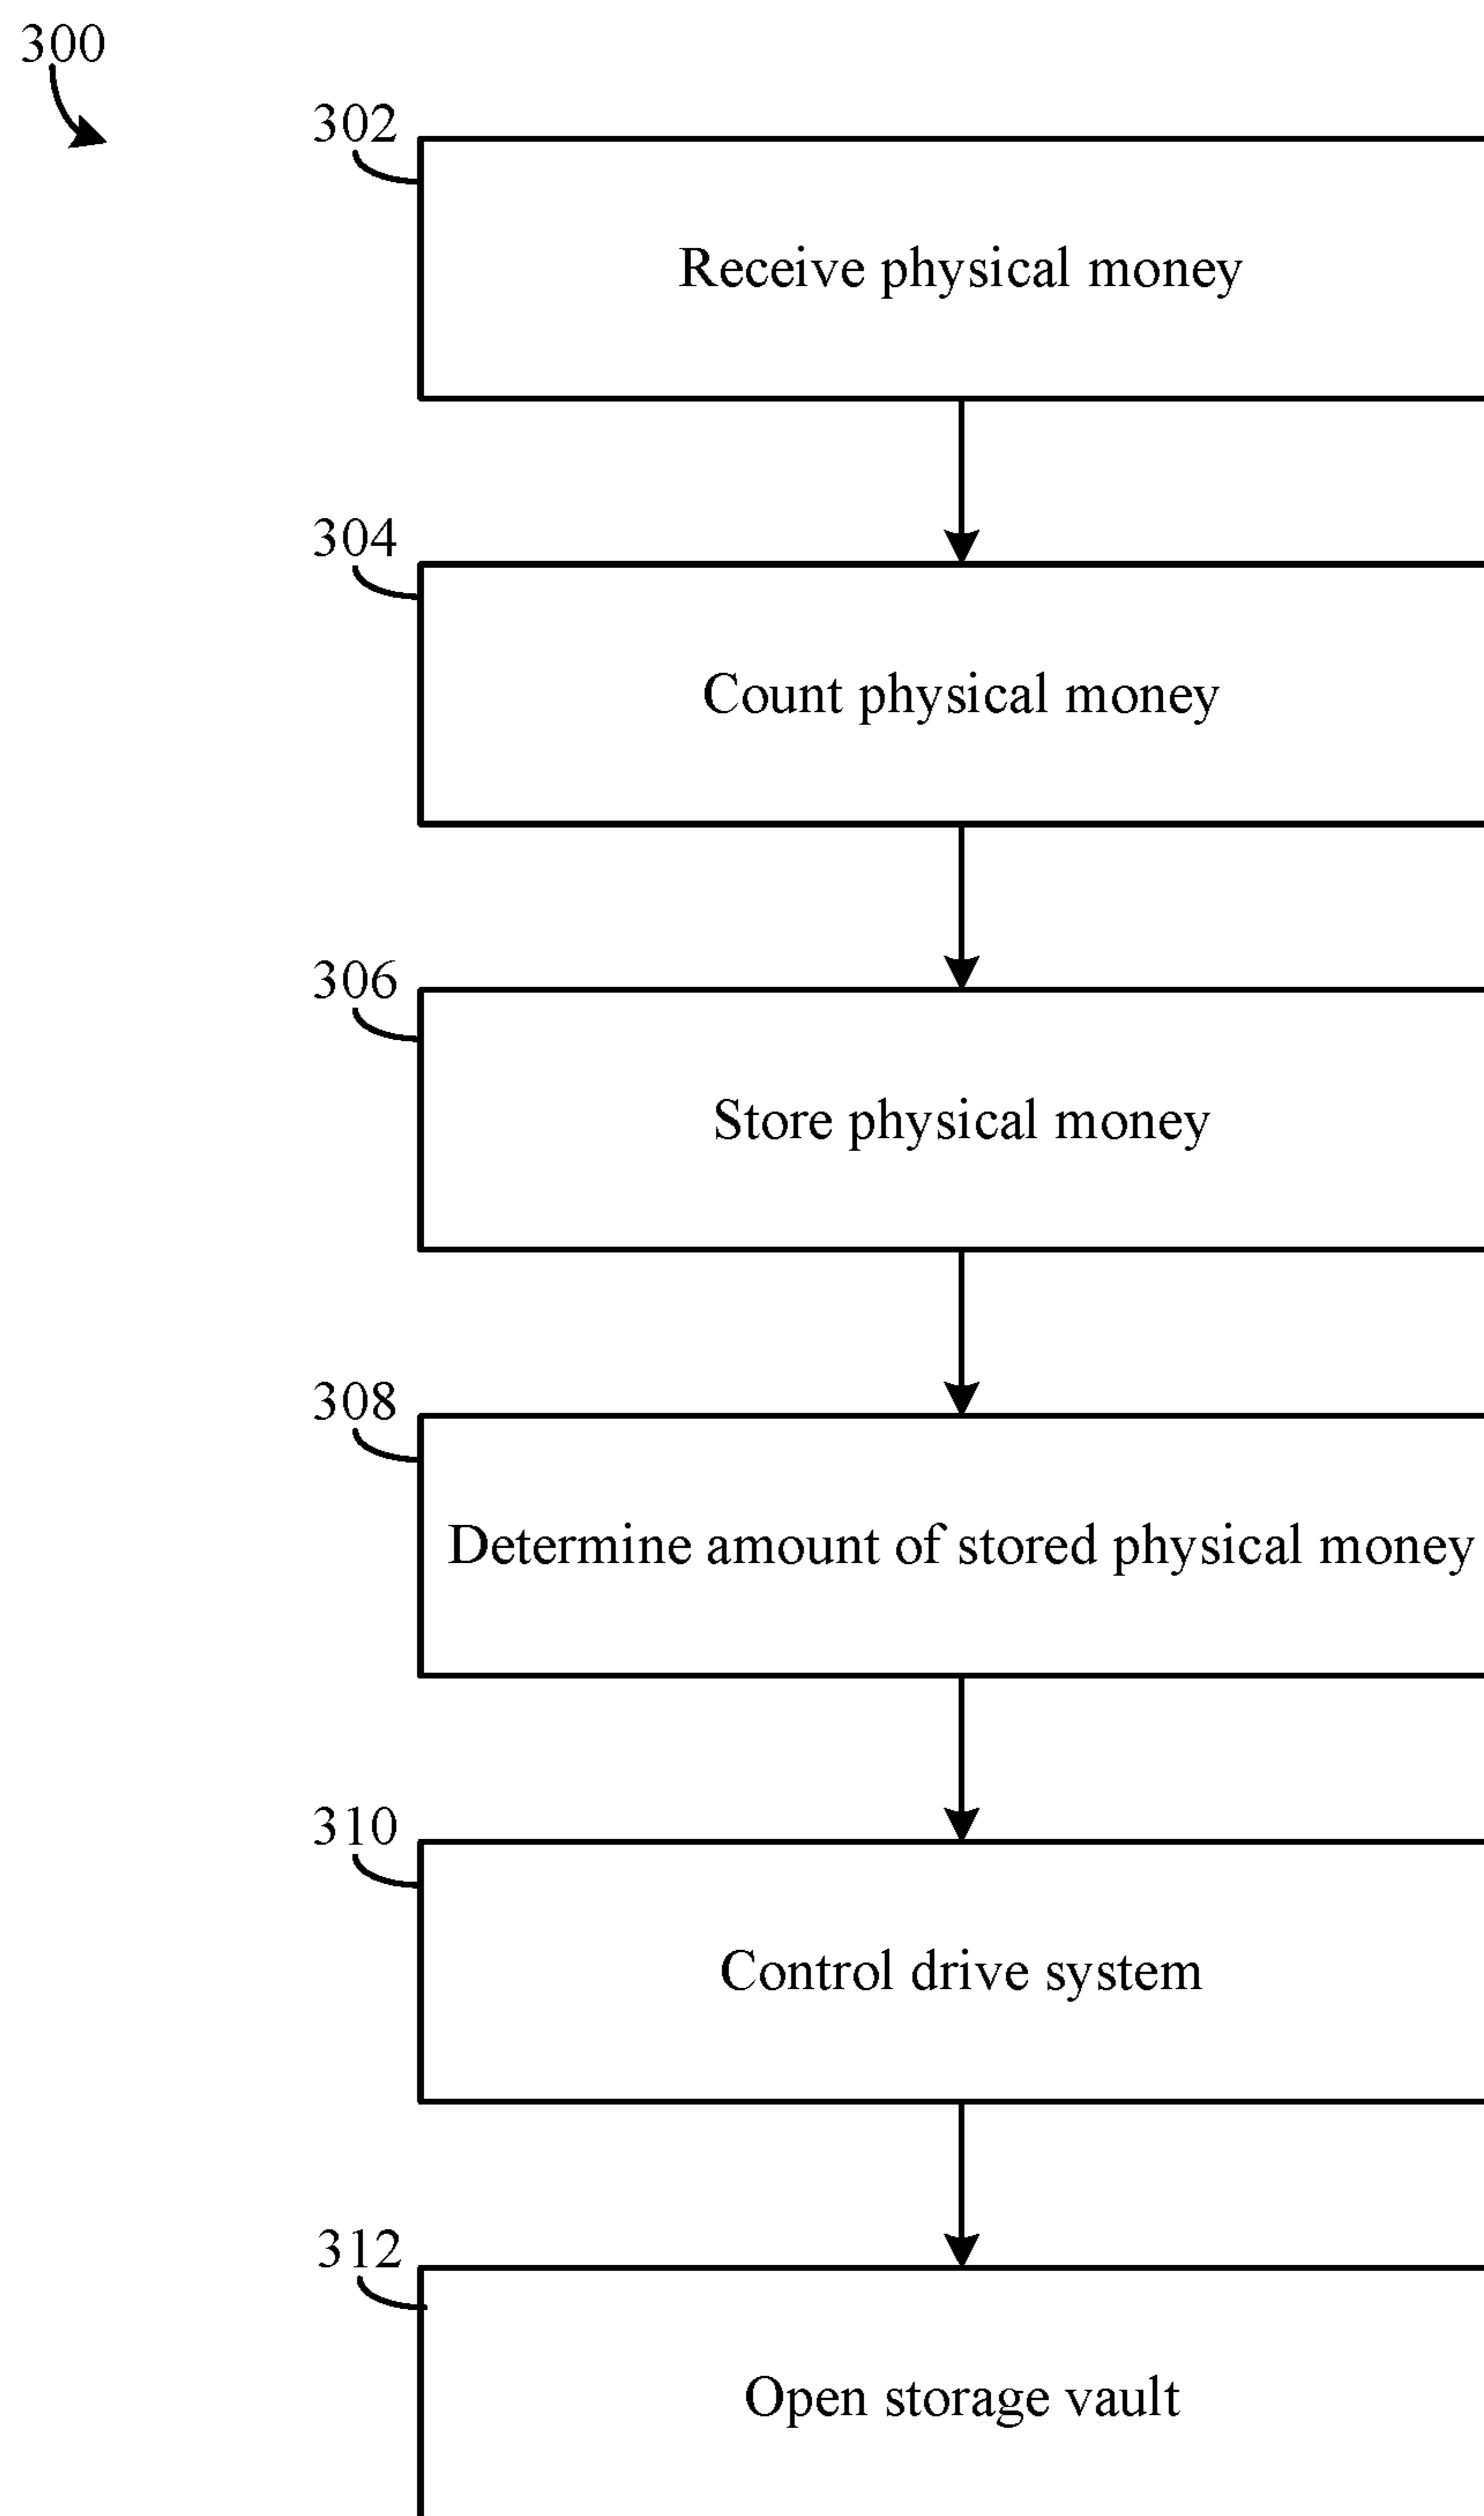 300
302
Receive physical money
304
Count physical money
306
Store physical money
308
Determine amount of stored physical money
310
Control drive system
312
Open storage vault